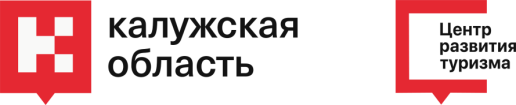 калужская
область
Центр
развития
туризма